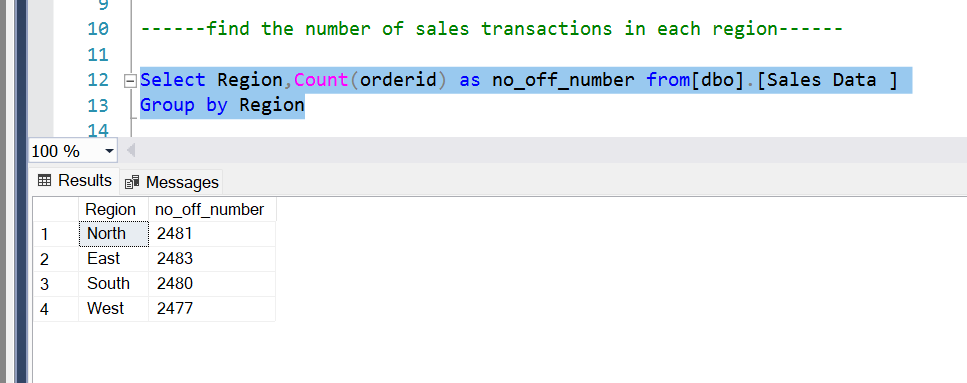 9
10 ------find the number of sales transactions in each region------
11
12 Select Region,Count(orderid) as no_off_number from[dbo].[Sales Data ]
13 Group by Region
14
100 %
Results Messages
Region no_off_number
1 North 2481
2 East 2483
3 South 2480
4 West 2477